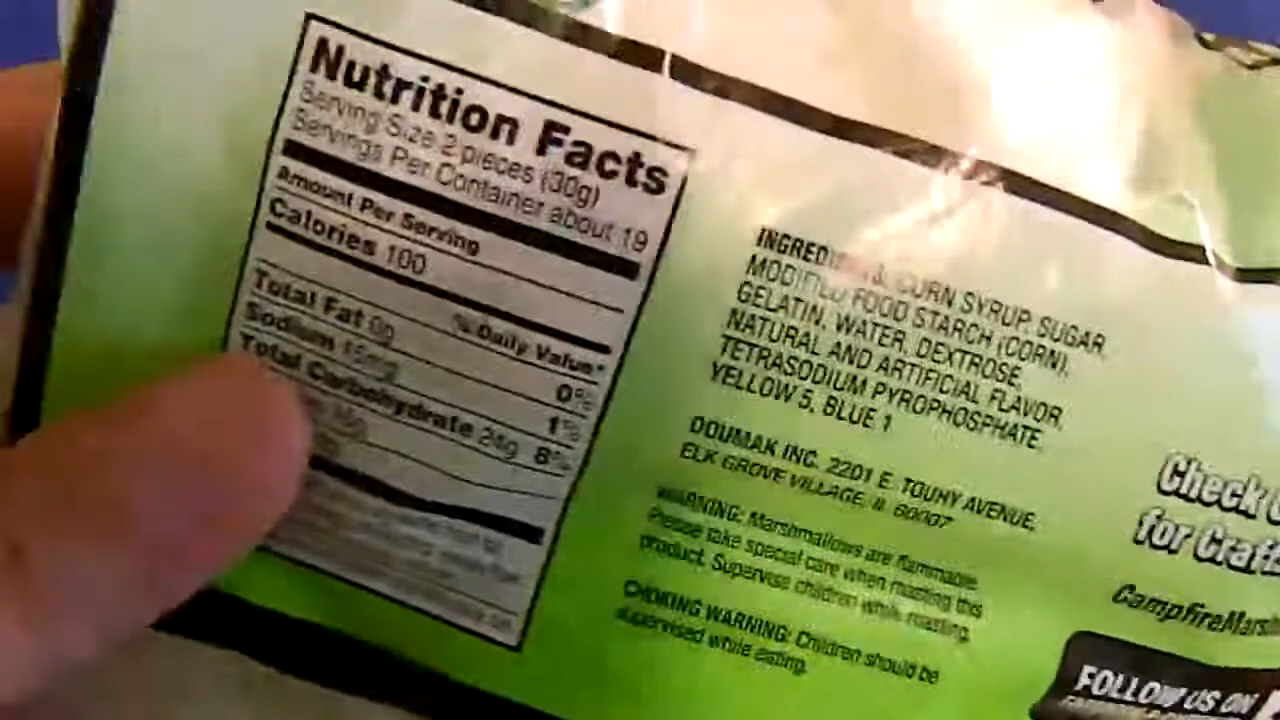 Nutrition Facts
Serving Size 2 pieces (30g)
Servings Per Container about 19
Amount Per Serving
Calories 100
% Daily Value*
Total Fat 0g 0%
Sodium 15mg 1%
Total Carbohydrate 24g 8%
CORN SYRUP, SUGAR,
MODIFIED FOOD STARCH (CORN),
GELATIN, WATER, DEXTROSE,
NATURAL AND ARTIFICIAL FLAVOR,
TETRASODIUM PYROPHOSPHATE,
YELLOW 5, BLUE 1
DOUMAK INC. 2201 E. TOUHY AVENUE,
ELK GROVE VILLAGE, IL 60007
WARNING: Marshmallows are flammable.
Please take special care when roasting this
product. Supervise children while roasting.
CHOKING WARNING: Children should be
supervised while eating.
Check
for Craft
CampfireMarsh
FOLLOW US ON